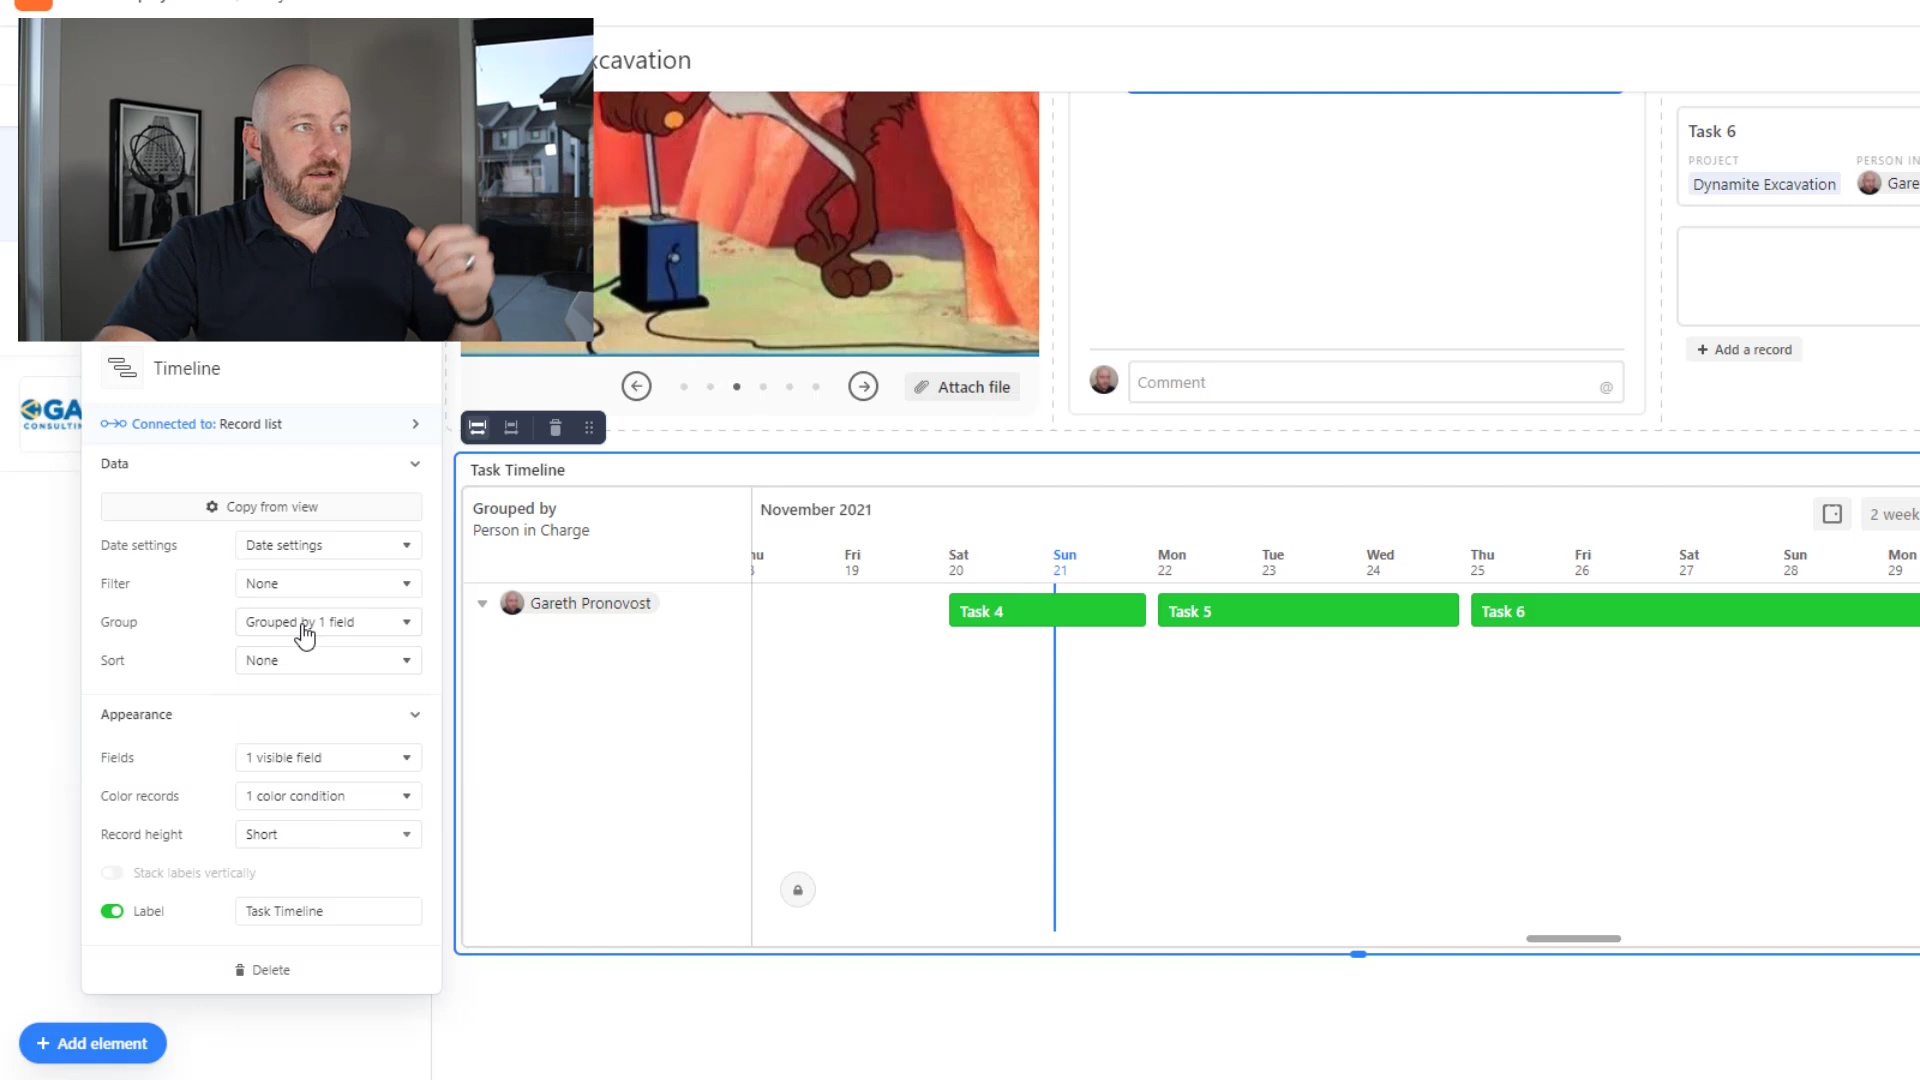 xcavation
Task 6
PROJECT
PERSON IN
Dynamite Excavation
Gare
+ Add a record
Comment
@
Attach file
Timeline
Connected to: Record list
GA
CONSULTIN
Data
Copy from view
Date settings
Date settings
Filter
None
Group
Grouped by 1 field
Sort
None
Appearance
Fields
1 visible field
Color records
1 color condition
Record height
Short
Stack labels vertically
Label
Task Timeline
Delete
+ Add element
Task Timeline
Grouped by
Person in Charge
November 2021
2 week
Fri
Sat
Sun
Mon
Tue
Wed
Thu
Fri
Sat
Sun
Mon
19
20
21
22
23
24
25
26
27
28
29
Gareth Pronovost
Task 4
Task 5
Task 6